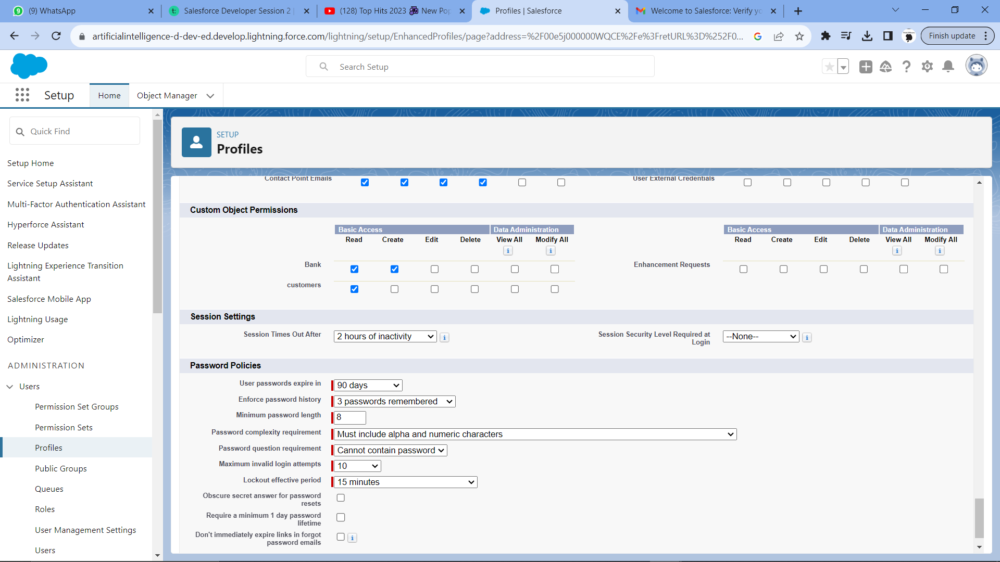 (9) WhatsApp
Salesforce Developer Session 2 |
(128) Top Hits 2023 🎶 New Pop
Profiles | Salesforce
Welcome to Salesforce: Verify yo
artificialintelligence-d-dev-ed.develop.lightning.force.com/lightning/setup/EnhancedProfiles/page?address=%2F00e5j000000WQCE%2Fe%3FretURL%3D%252F0...
Finish update
Search Setup
Setup
Home
Object Manager
Quick Find
Setup Home
Service Setup Assistant
Multi-Factor Authentication Assistant
Hyperforce Assistant
Release Updates
Lightning Experience Transition
Assistant
Salesforce Mobile App
Lightning Usage
Optimizer
ADMINISTRATION
Users
Permission Set Groups
Permission Sets
Profiles
Public Groups
Queues
Roles
User Management Settings
Users
SETUP
Profiles
Contact Point Emails
User External Credentials
Custom Object Permissions
Basic Access Data Administration
Read Create Edit Delete View All Modify All
Bank
customers
Basic Access Data Administration
Read Create Edit Delete View All Modify All
Enhancement Requests
Session Settings
Session Times Out After 2 hours of inactivity
Session Security Level Required at
Login
--None--
Password Policies
User passwords expire in 90 days
Enforce password history 3 passwords remembered
Minimum password length 8
Password complexity requirement Must include alpha and numeric characters
Password question requirement Cannot contain password
Maximum invalid login attempts 10
Lockout effective period 15 minutes
Obscure secret answer for password
resets
Require a minimum 1 day password
lifetime
Don't immediately expire links in forgot
password emails